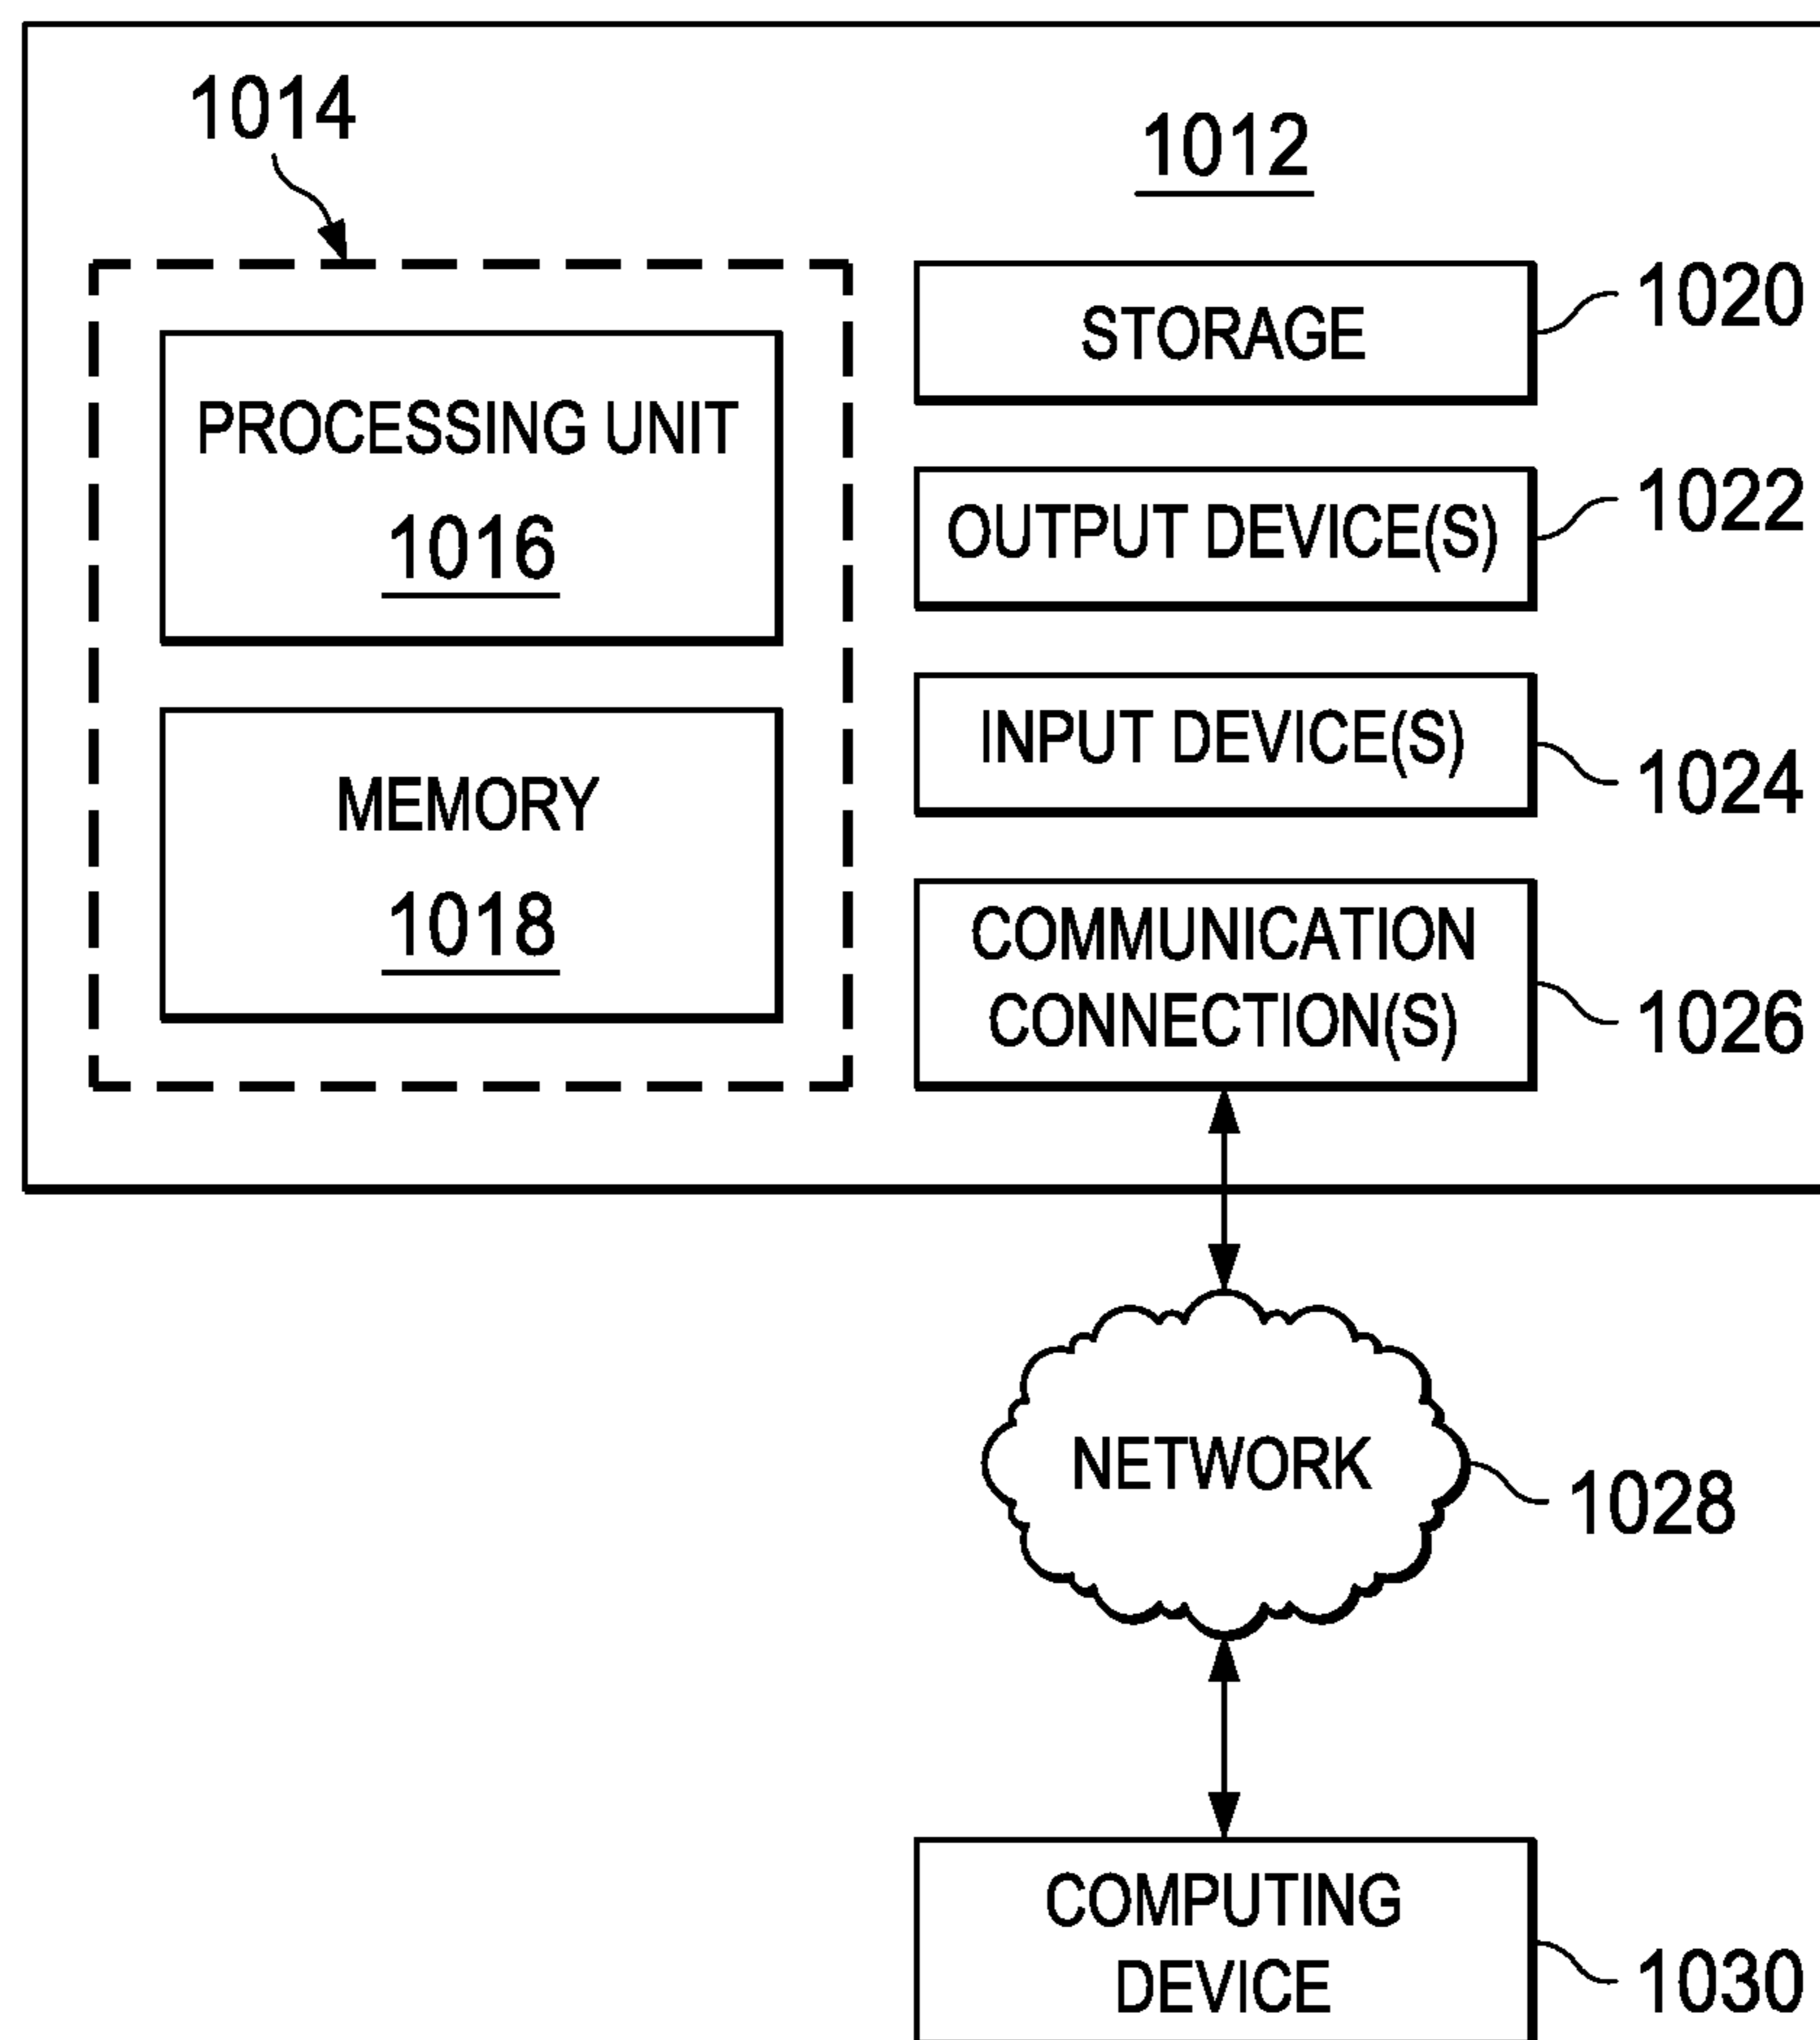 1014
1012
PROCESSING UNIT
1016
MEMORY
1018
STORAGE
1020
OUTPUT DEVICE(S)
1022
INPUT DEVICE(S)
1024
COMMUNICATION
CONNECTION(S)
1026
NETWORK
1028
COMPUTING
DEVICE
1030